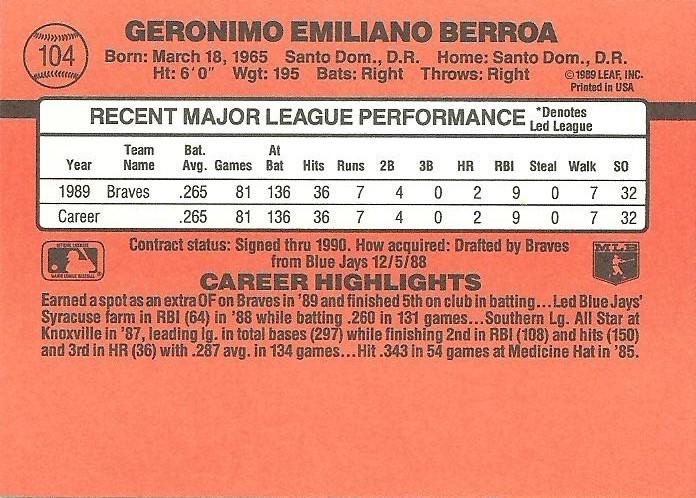 104
GERONIMO EMILIANO BERROA
Born: March 18, 1965 Santo Dom., D.R. Home: Santo Dom., D.R.
Ht: 6'0" Wgt: 195 Bats: Right Throws: Right
©1989 LEAF, INC.
Printed in USA
RECENT MAJOR LEAGUE PERFORMANCE *Denotes Led League
Year Team Name Bat. Avg. Games At Bat Hits Runs 2B 3B HR RBI Steal Walk SO
1989 Braves .265 81 136 36 7 4 0 2 9 0 7 32
Career .265 81 136 36 7 4 0 2 9 0 7 32
Contract status: Signed thru 1990. How acquired: Drafted by Braves
from Blue Jays 12/5/88
MLB
CAREER HIGHLIGHTS
Earned a spot as an extra OF on Braves in '89 and finished 5th on club in batting...Led Blue Jays'
Syracuse farm in RBI (64) in '88 while batting .260 in 131 games...Southern Lg. All Star at
Knoxville in '87, leading lg. in total bases (297) while finishing 2nd in RBI (108) and hits (150)
and 3rd in HR (36) with .287 avg. in 134 games...Hit .343 in 54 games at Medicine Hat in '85.